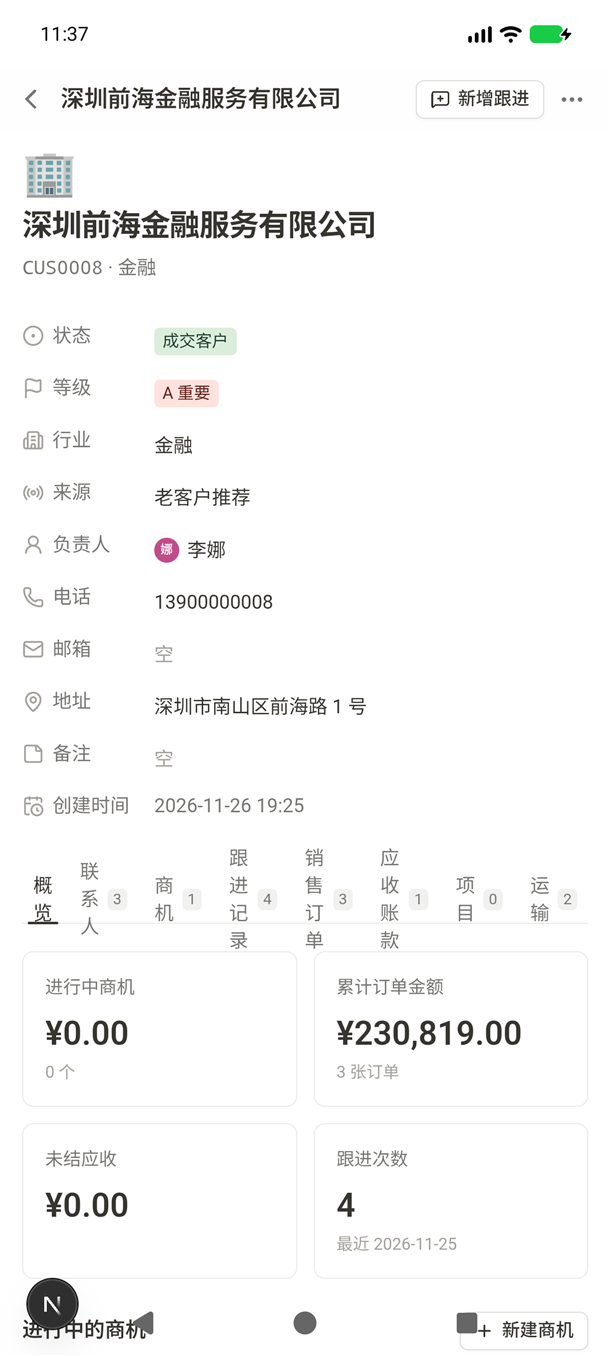 11:37
深圳前海金融服务有限公司
新增跟进
深圳前海金融服务有限公司
CUS0008 · 金融
状态
成交客户
等级
A 重要
行业
金融
来源
老客户推荐
负责人
娜 李娜
电话
13900000008
邮箱
空
地址
深圳市南山区前海路 1 号
备注
空
创建时间
2026-11-26 19:25
概览
联系人 3
商机 1
跟进记录 4
销售订单 3
应收账款 1
项目 0
运输 2
进行中商机
¥0.00
0 个
累计订单金额
¥230,819.00
3 张订单
未结应收
¥0.00
跟进次数
4
最近 2026-11-25
N
进行中的商机
+ 新建商机